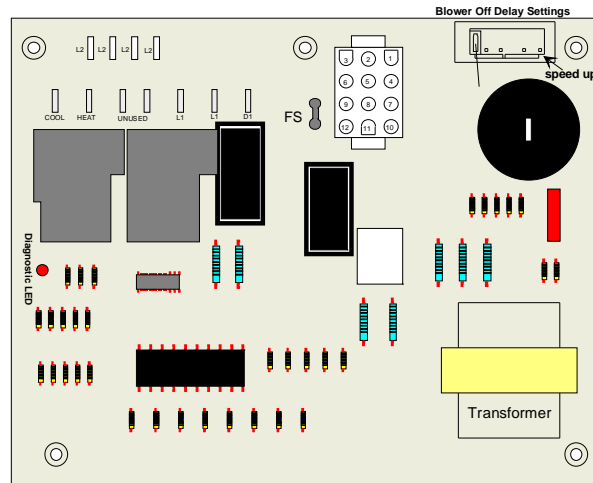 Blower Off Delay Settings
L2 L2 L2 L2
speed up
3 2 1
6 5 4
9 8 7
12 11 10
COOL HEAT UNUSED L1 L1 D1
FS
Diagnostic LED
Transformer